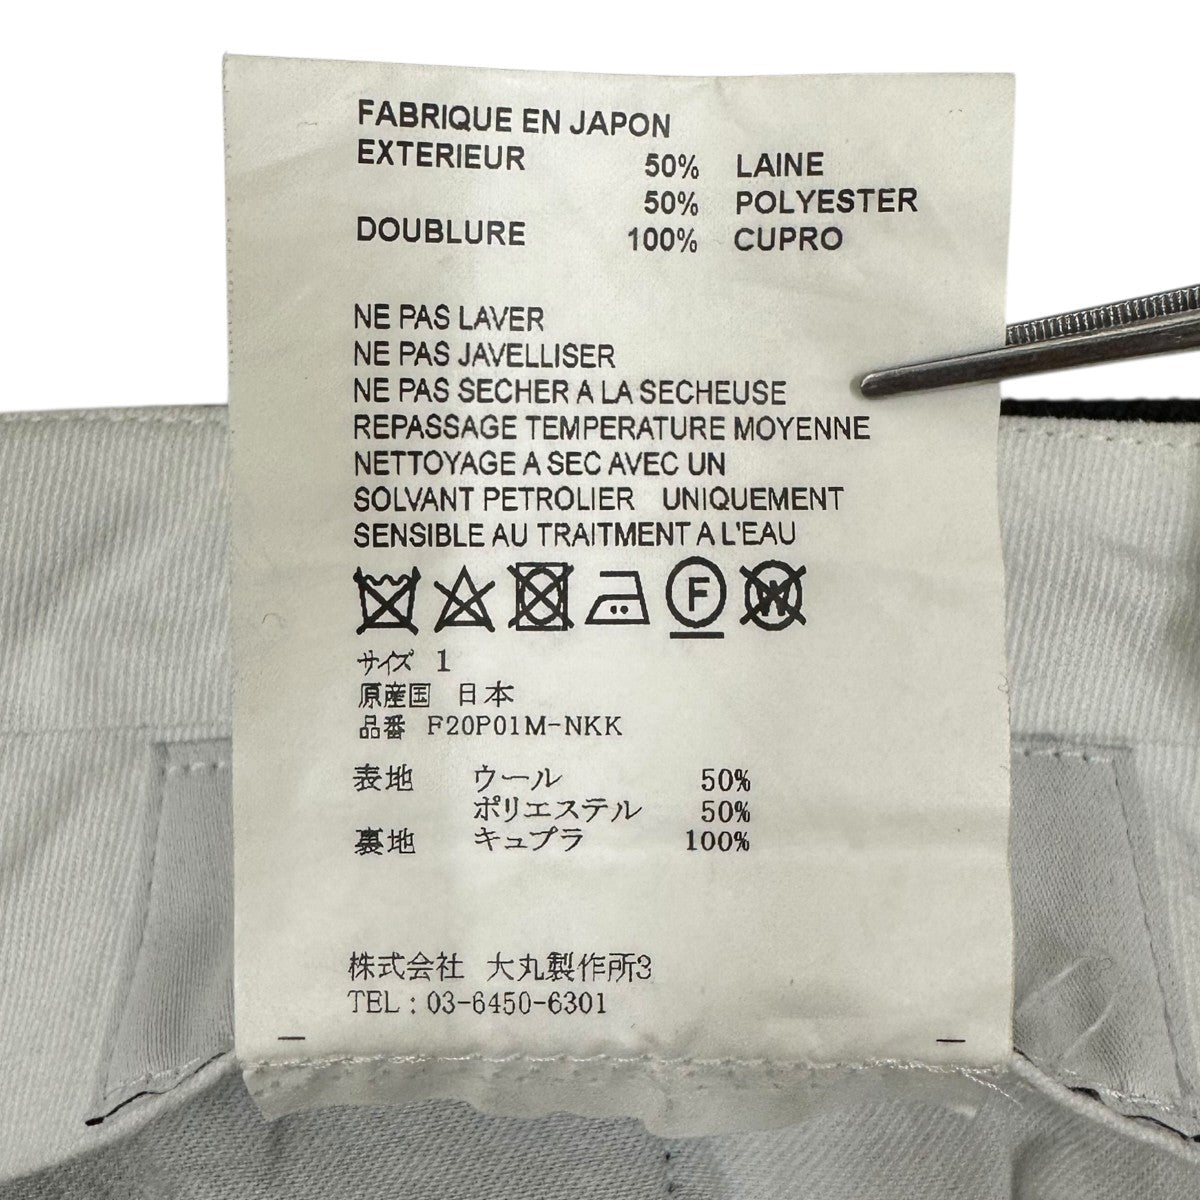 FABRIQUE EN JAPON
EXTERIEUR 50% LAINE
50% POLYESTER
DOUBLURE 100% CUPRO
NE PAS LAVER
NE PAS JAVELLISER
NE PAS SECHER A LA SECHEUSE
REPASSAGE TEMPERATURE MOYENNE
NETTOYAGE A SEC AVEC UN
SOLVANT PETROLIER UNIQUEMENT
SENSIBLE AU TRAITMENT A L'EAU
F W
サイズ 1
原産国 日本
品番 F20P01M-NKK
表地 ウール 50%
ポリエステル 50%
裏地 キュプラ 100%
株式会社 大丸製作所3
TEL : 03-6450-6301